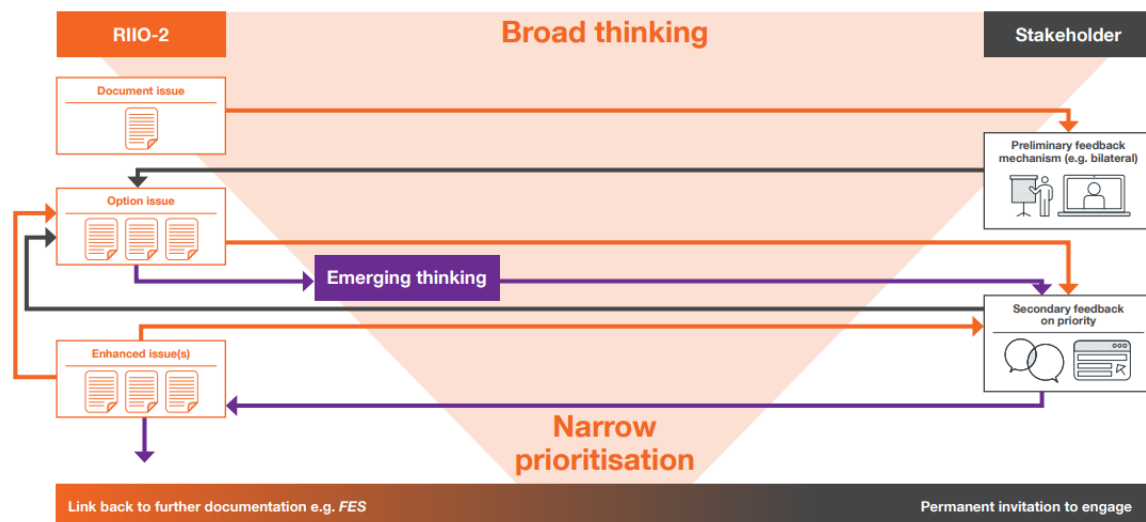 RIIO-2
Broad thinking
Stakeholder
Document issue
Preliminary feedback
mechanism (e.g. bilateral)
Option issue
Emerging thinking
Secondary feedback
on priority
Enhanced issue(s)
Narrow
prioritisation
Link back to further documentation e.g. FES
Permanent invitation to engage